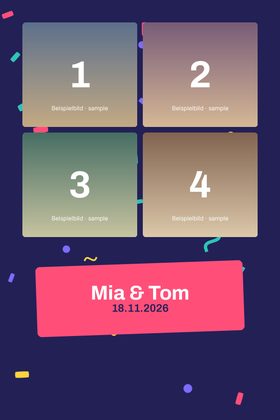 1
2
Beispielbild · sample
Beispielbild · sample
3
4
Beispielbild · sample
Beispielbild · sample
Mia & Tom
18.11.2026